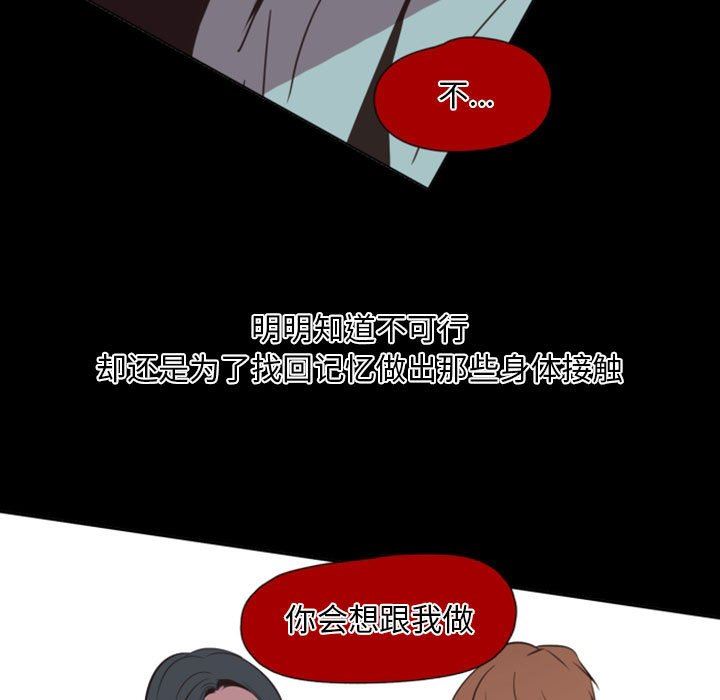 不...
明明知道不可行
却还是为了找回记忆做出那些身体接触
你会想跟我做